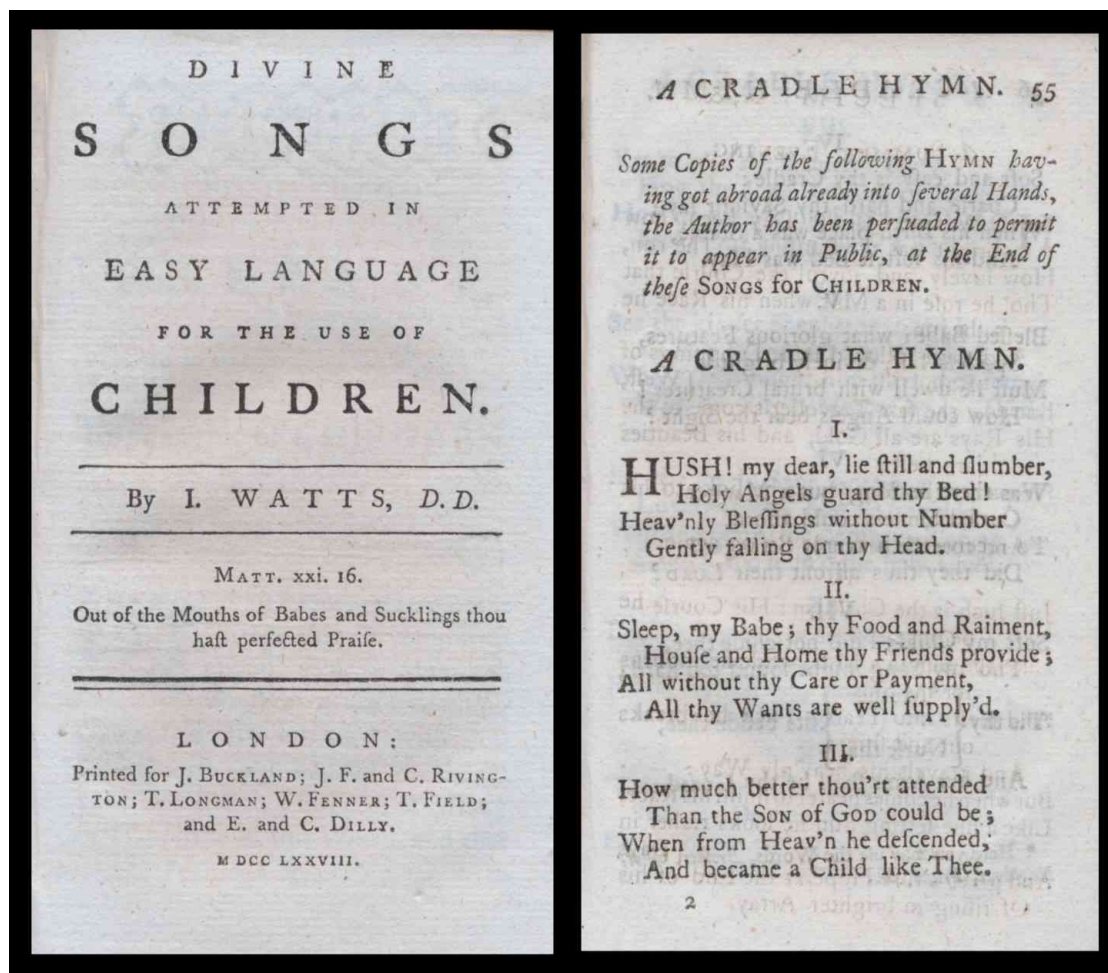 DIVINE
SONGS
ATTEMPTED IN
EASY LANGUAGE
FOR THE USE OF
CHILDREN.
By I. WATTS, D. D.
MATT. xxi. 16.
Out of the Mouths of Babes and Sucklings thou
haſt perfected Praiſe.
LONDON:
Printed for J. BUCKLAND; J. F. and C. RIVING-
TON; T. LONGMAN; W. FENNER; T. FIELD;
and E. and C. DILLY.
M DCC LXXVIII.
A CRADLE HYMN. 55
Some Copies of the following HYMN hav-
ing got abroad already into ſeveral Hands,
the Author has been perſuaded to permit
it to appear in Public, at the End of
theſe SONGS for CHILDREN.
A CRADLE HYMN.
I.
HUSH! my dear, lie ſtill and ſlumber,
Holy Angels guard thy Bed!
Heav'nly Bleſſings without Number
Gently falling on thy Head.
II.
Sleep, my Babe; thy Food and Raiment,
Houſe and Home thy Friends provide;
All without thy Care or Payment,
All thy Wants are well ſupply'd.
III.
How much better thou'rt attended
Than the SON of GOD could be;
When from Heav'n he deſcended,
And became a Child like Thee.
2